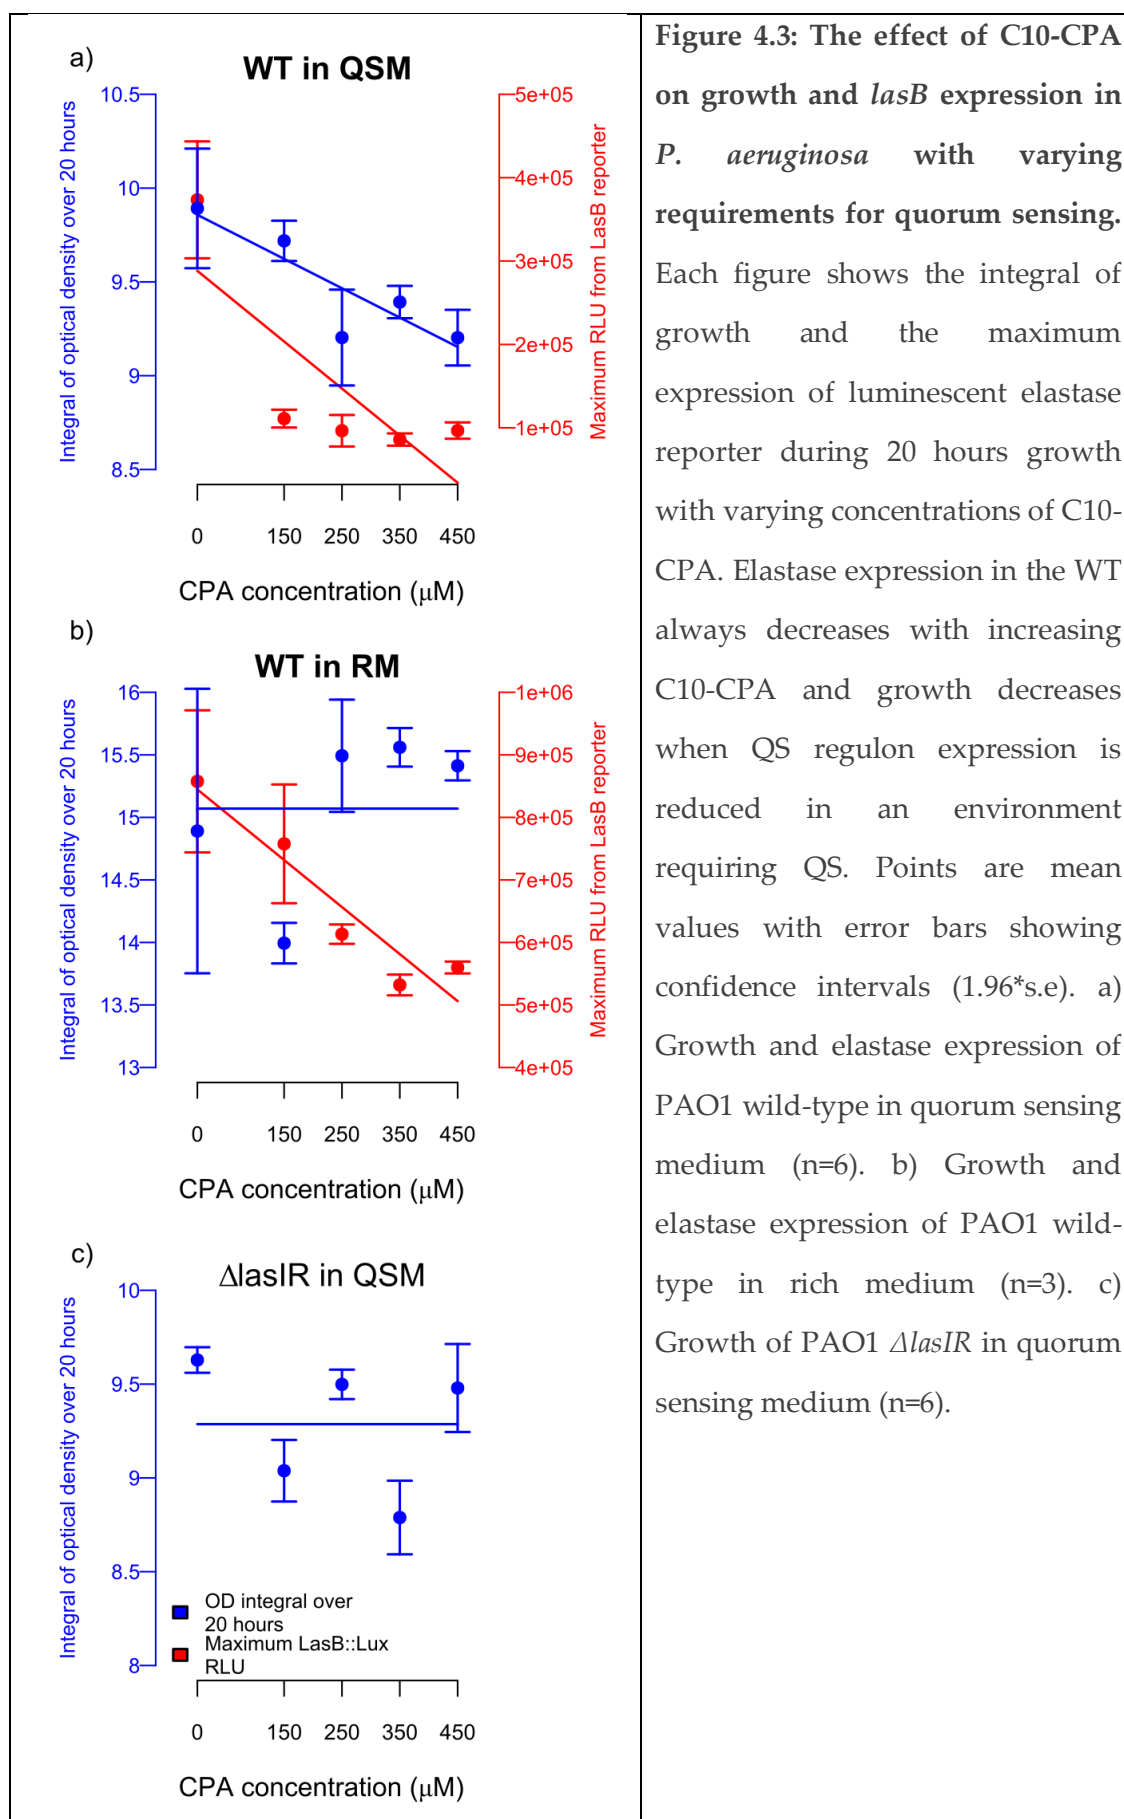 a)
WT in QSM
Integral of optical density over 20 hours
10.5
10
9.5
9
8.5
5e+05
4e+05
3e+05
2e+05
1e+05
Maximum RLU from LasB reporter
0 150 250 350 450
CPA concentration (μM)
b)
WT in RM
Integral of optical density over 20 hours
16
15.5
15
14.5
14
13.5
13
1e+06
9e+05
8e+05
7e+05
6e+05
5e+05
4e+05
Maximum RLU from LasB reporter
0 150 250 350 450
CPA concentration (μM)
c)
ΔlasIR in QSM
Integral of optical density over 20 hours
10
9.5
9
8.5
8
OD integral over
20 hours
Maximum LasB::Lux
RLU
0 150 250 350 450
CPA concentration (μM)
Figure 4.3: The effect of C10-CPA
on growth and lasB expression in
P. aeruginosa with varying
requirements for quorum sensing.
Each figure shows the integral of
growth and the maximum
expression of luminescent elastase
reporter during 20 hours growth
with varying concentrations of C10-
CPA. Elastase expression in the WT
always decreases with increasing
C10-CPA and growth decreases
when QS regulon expression is
reduced in an environment
requiring QS. Points are mean
values with error bars showing
confidence intervals (1.96*s.e). a)
Growth and elastase expression of
PAO1 wild-type in quorum sensing
medium (n=6). b) Growth and
elastase expression of PAO1 wild-
type in rich medium (n=3). c)
Growth of PAO1 ΔlasIR in quorum
sensing medium (n=6).